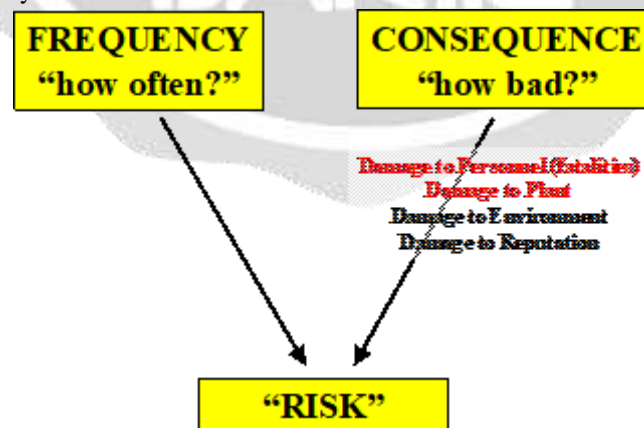 FREQUENCY
“how often?”
CONSEQUENCE
“how bad?”
Damage to Personnel (fatalities)
Damage to Plant
Damage to Environment
Damage to Reputation
“RISK”